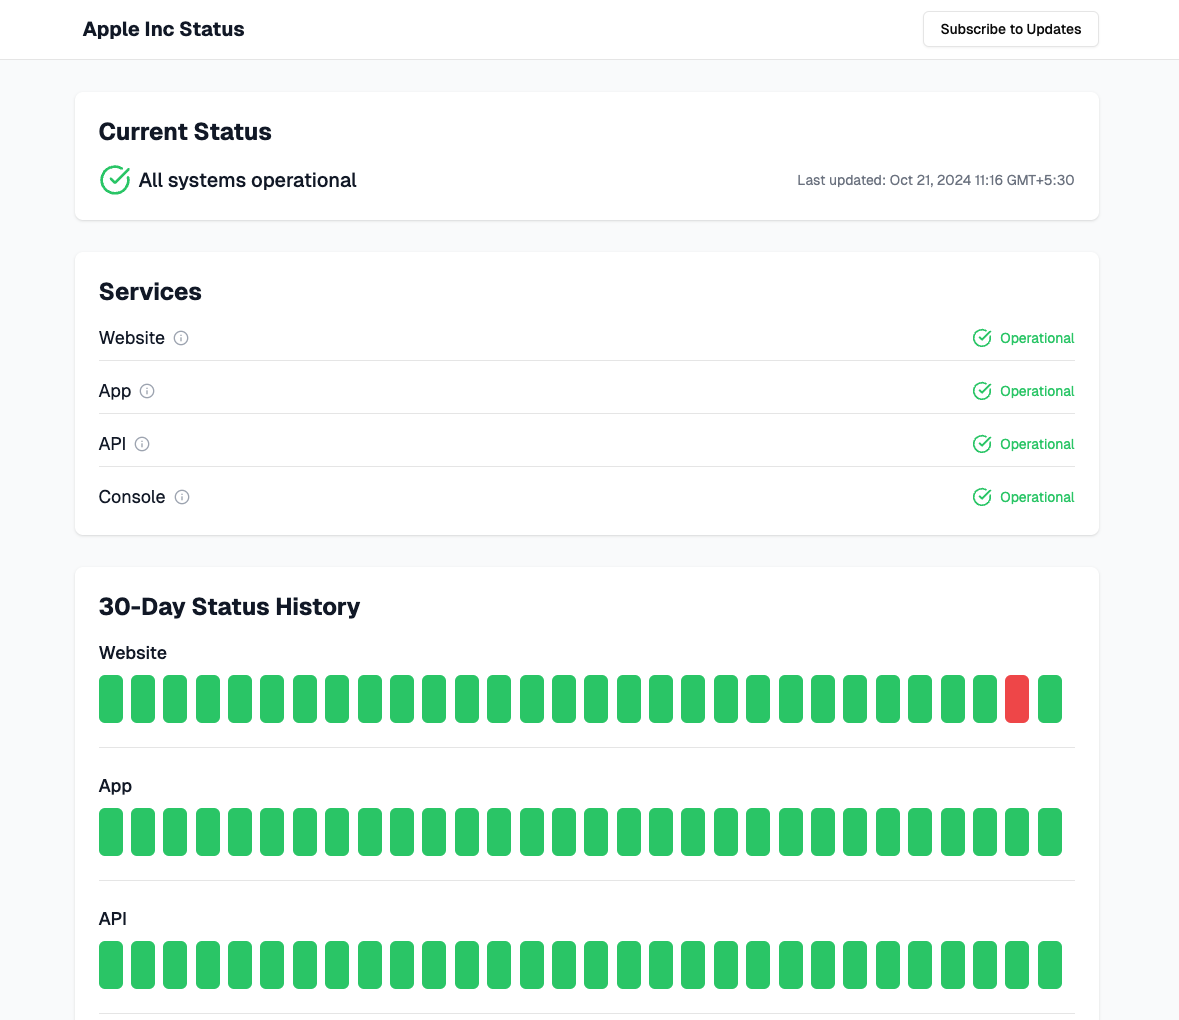 Apple Inc Status
Subscribe to Updates
Current Status
All systems operational
Last updated: Oct 21, 2024 11:16 GMT+5:30
Services
Website
Operational
App
Operational
API
Operational
Console
Operational
30-Day Status History
Website
App
API